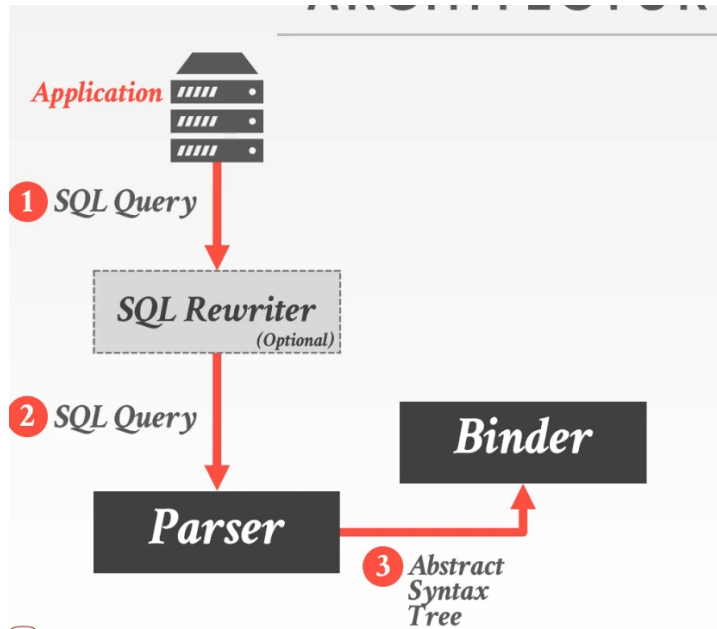 Application
1 SQL Query
SQL Rewriter
(Optional)
2 SQL Query
Binder
Parser
3 Abstract
Syntax
Tree